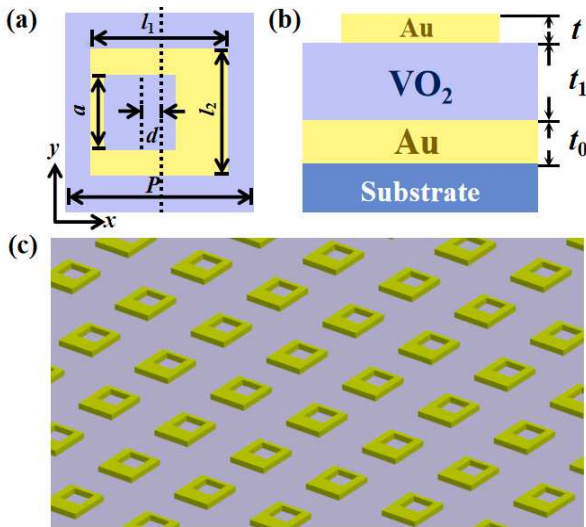 (a)
l₁
a
d
l₂
P
y
x
(b)
Au
t
VO₂
t₁
Au
t₀
Substrate
(c)